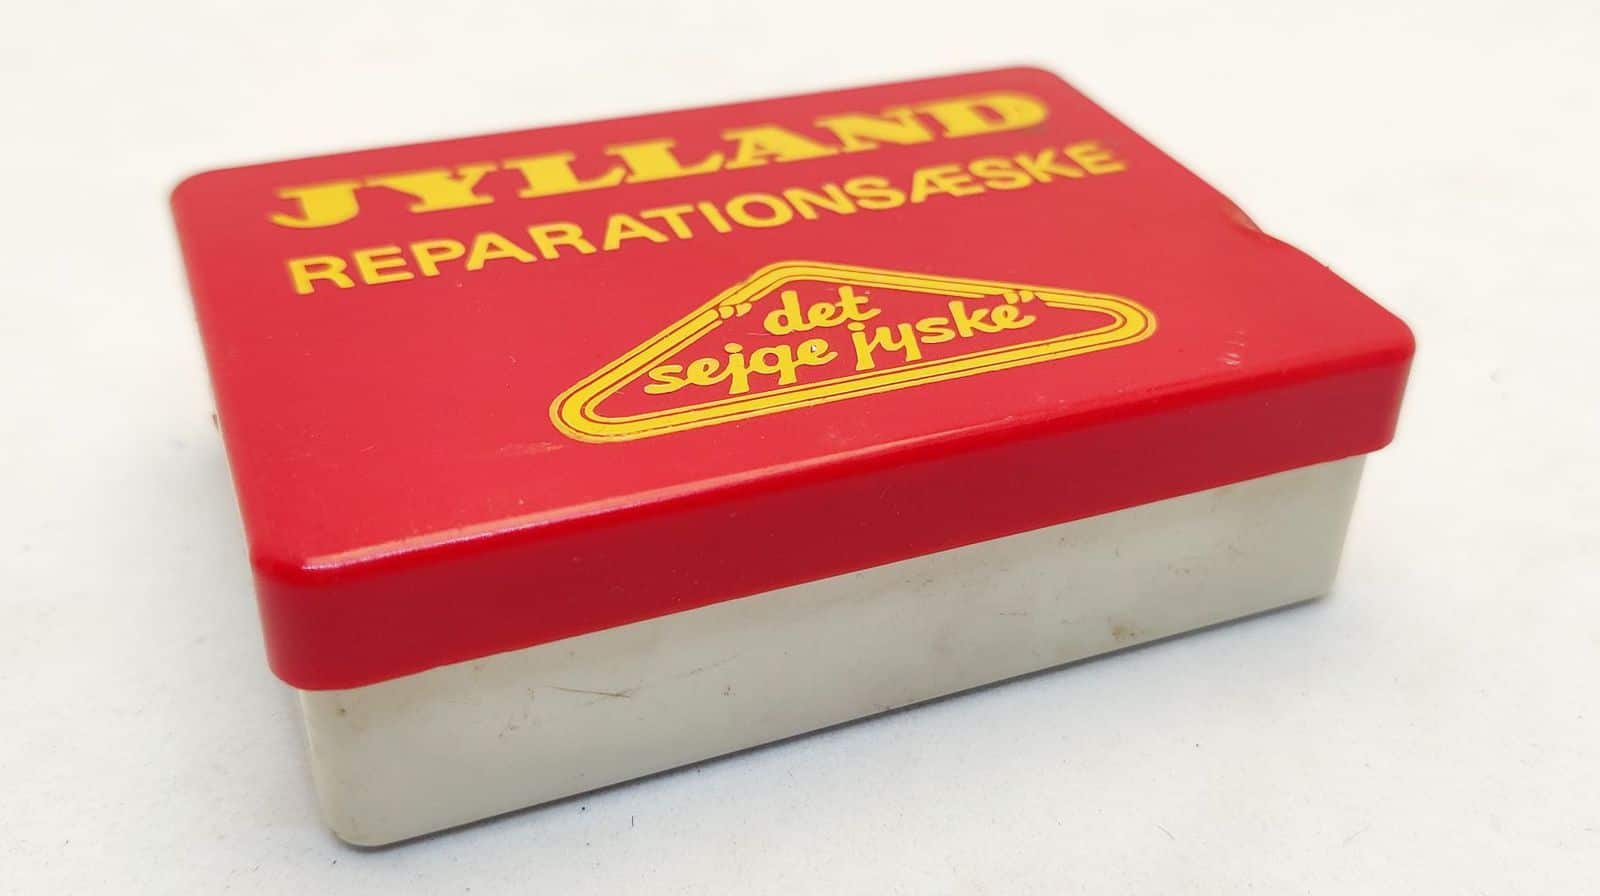 JYLLAND
REPARATIONSÆSKE
"det
sejge jyske"